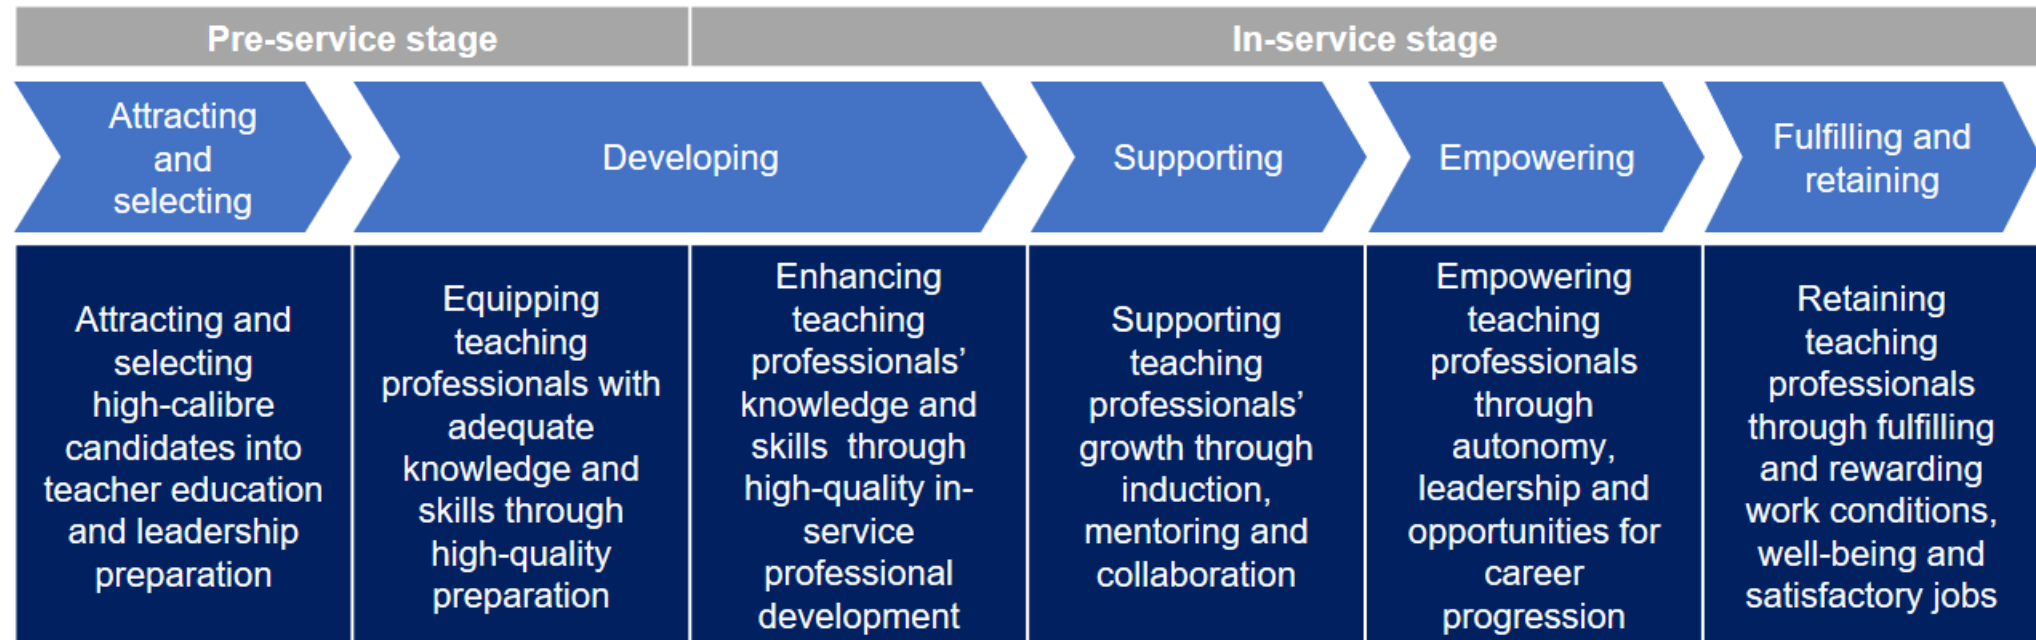 Pre-service stage
In-service stage
Attracting
and
selecting
Developing
Supporting
Empowering
Fulfilling and
retaining
Attracting and
selecting
high-calibre
candidates into
teacher education
and leadership
preparation
Equipping
teaching
professionals with
adequate
knowledge and
skills through
high-quality
preparation
Enhancing
teaching
professionals’
knowledge and
skills  through
high-quality in-
service
professional
development
Supporting
teaching
professionals’
growth through
induction,
mentoring and
collaboration
Empowering
teaching
professionals
through
autonomy,
leadership and
opportunities for
career
progression
Retaining
teaching
professionals
through fulfilling
and rewarding
work conditions,
well-being and
satisfactory jobs